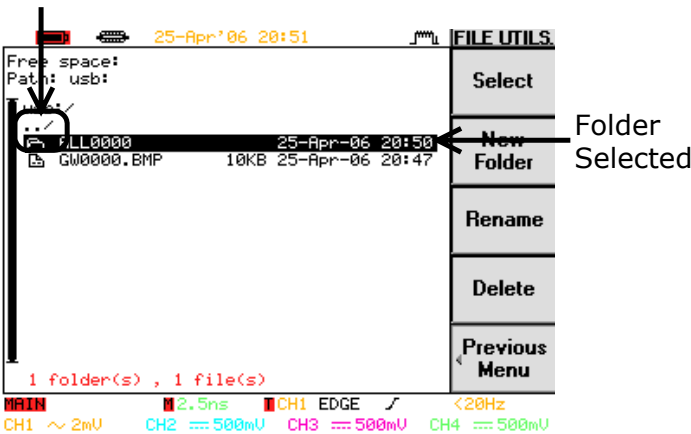 25-Apr'06 20:51
FILE UTILS.
Free space:
Path: usb:
Select
../
ALL0000 25-Apr-06 20:50
New Folder
Folder Selected
GW0000.BMP 10KB 25-Apr-06 20:47
Rename
Delete
Previous Menu
1 folder(s) , 1 file(s)
MAIN M 2.5ns T CH1 EDGE <20Hz
CH1 2mV CH2 500mV CH3 500mV CH4 500mV